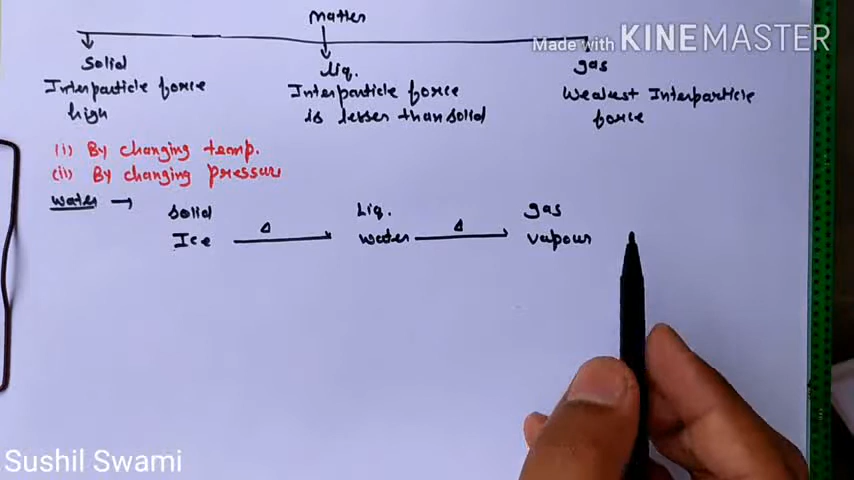 Matter
Made with KINEMASTER
Solid
Liq.
gas
Interparticle force
high
Interparticle force
is lesser than solid
Weakest Interparticle
force
(i) By changing temp.
(ii) By changing pressure
water →
Solid
Liq.
gas
Ice Δ water Δ vapour
Sushil Swami